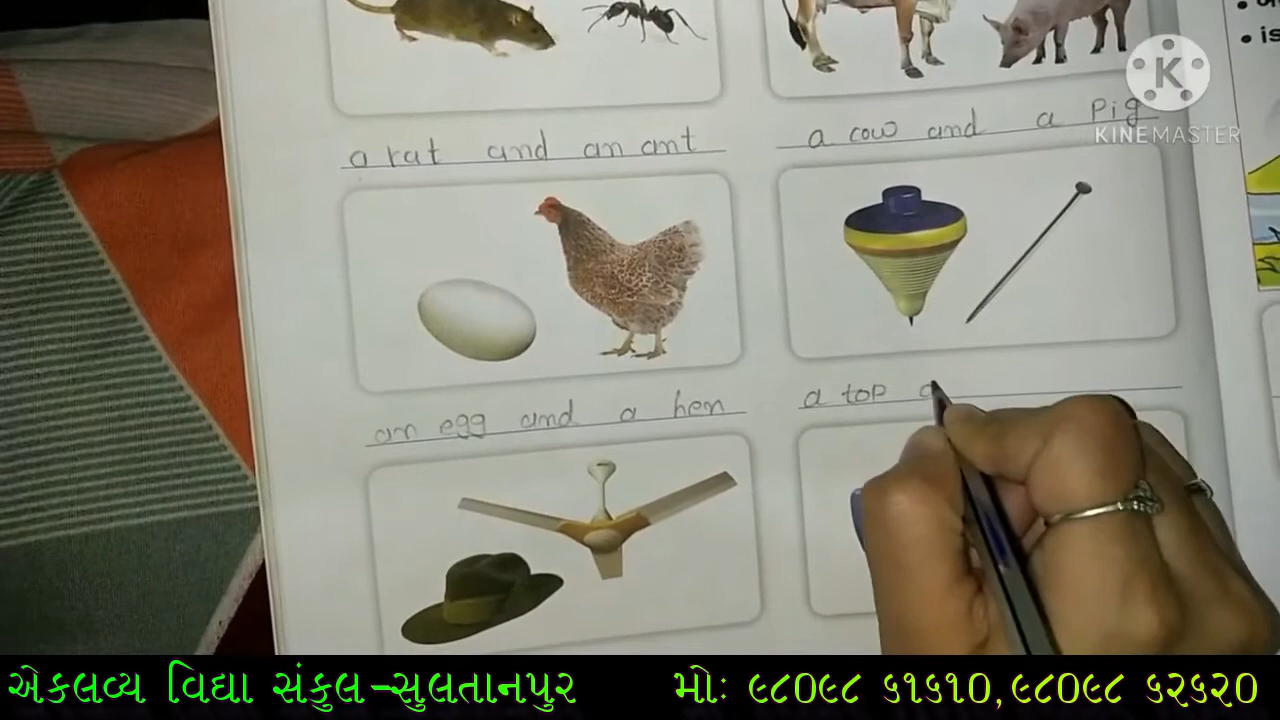 is
K
KINEMASTER
a rat and an ant
a cow and a pig
an egg and a hen
a top a
એકલવ્ય વિદ્યા સંકુલ-સુલતાનપુર મોઃ ૯૮૦૯૮ ૬૧૬૧૦,૯૮૦૯૮ ૬૨૬૨૦